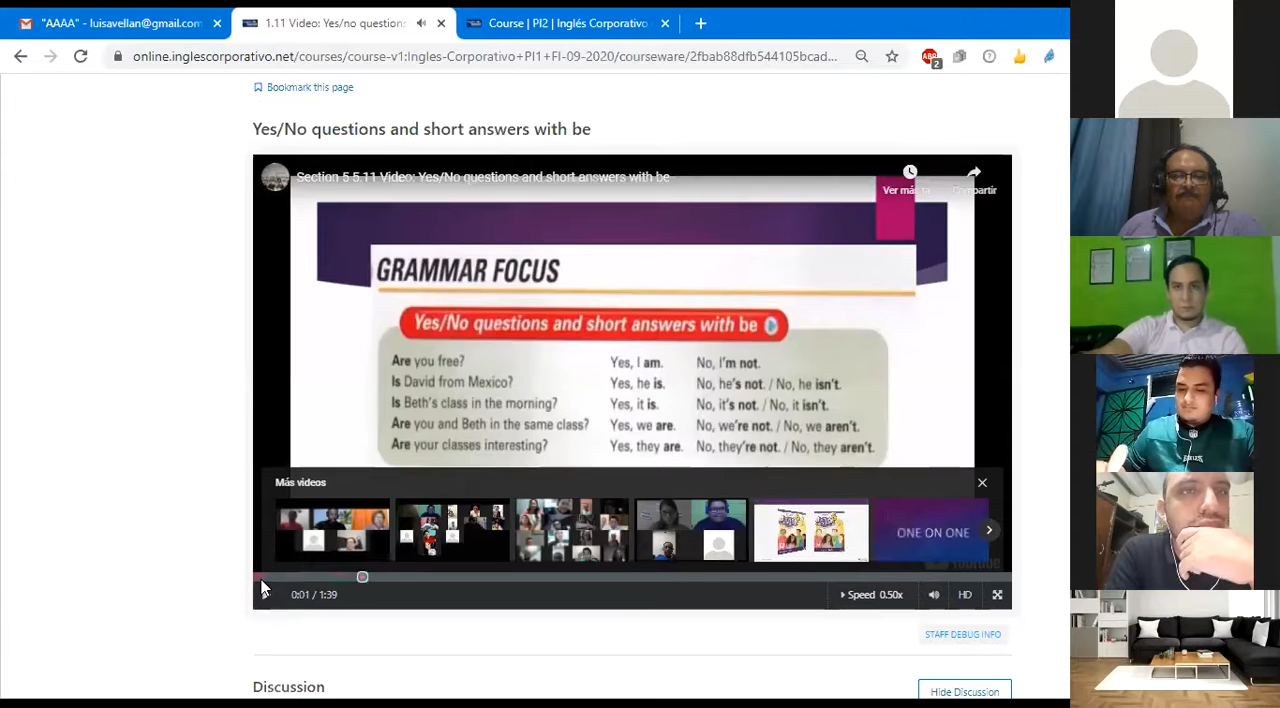 "AAAA" - luisavellan@gmail.com
1.11 Video: Yes/no questions
Course | PI2 | Inglés Corporativo
online.inglescorporativo.net/courses/course-v1:Ingles-Corporativo+PI1+FI-09-2020/courseware/2fbab88dfb544105bcad...
2
Bookmark this page
Yes/No questions and short answers with be
Section 5 5.11 Video: Yes/No questions and short answers with be
Ver más ta
Compartir
GRAMMAR FOCUS
Yes/No questions and short answers with be
Are you free? Yes, I am. No, I'm not.
Is David from Mexico? Yes, he is. No, he's not. / No, he isn't.
Is Beth's class in the morning? Yes, it is. No, it's not. / No, it isn't.
Are you and Beth in the same class? Yes, we are. No, we're not. / No, we aren't.
Are your classes interesting? Yes, they are. No, they're not. / No, they aren't.
Más videos
ONE ON ONE
0:01 / 1:39
Speed 0.50x
HD
STAFF DEBUG INFO
Discussion
Hide Discussion